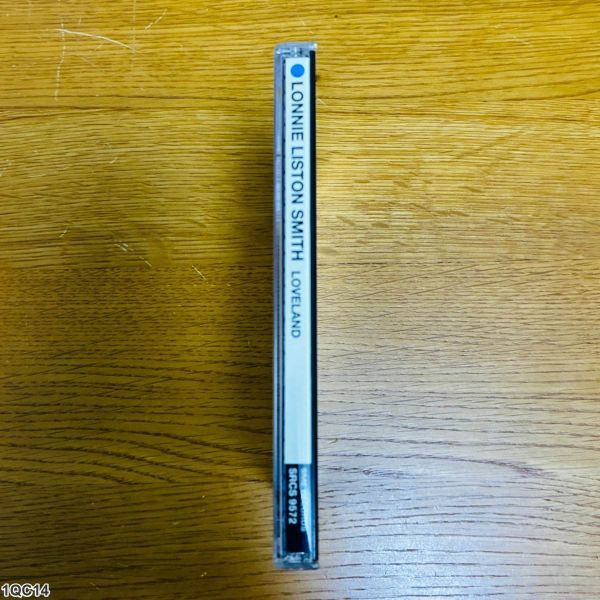 LONNIE LISTON SMITH LOVELAND
SRCS 9572
1QC14